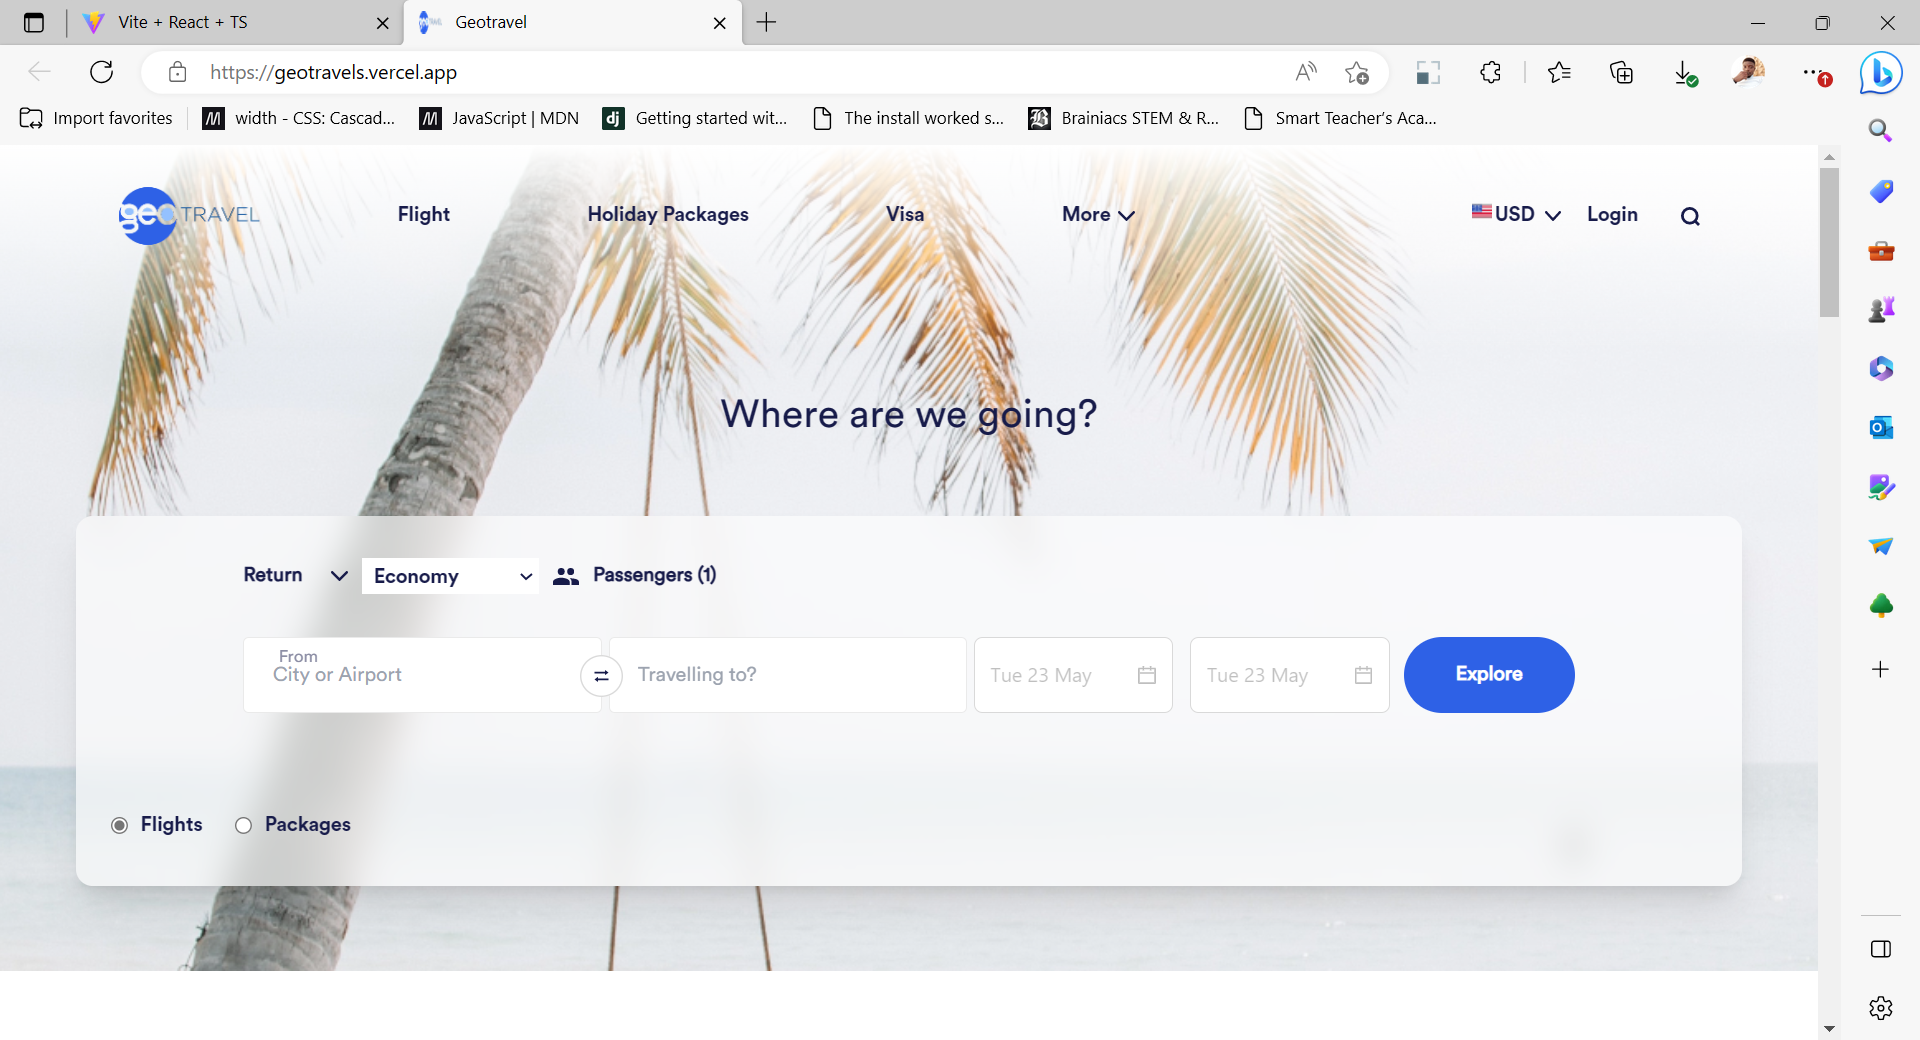 Vite + React + TS
Geotravel
https://geotravels.vercel.app
Import favorites
width - CSS: Cascad...
JavaScript | MDN
dj Getting started wit...
The install worked s...
Brainiacs STEM & R...
Smart Teacher's Aca...
geo TRAVEL
Flight
Holiday Packages
Visa
More
USD
Login
Where are we going?
Return
Economy
Passengers (1)
From
City or Airport
Travelling to?
Tue 23 May
Tue 23 May
Explore
Flights
Packages